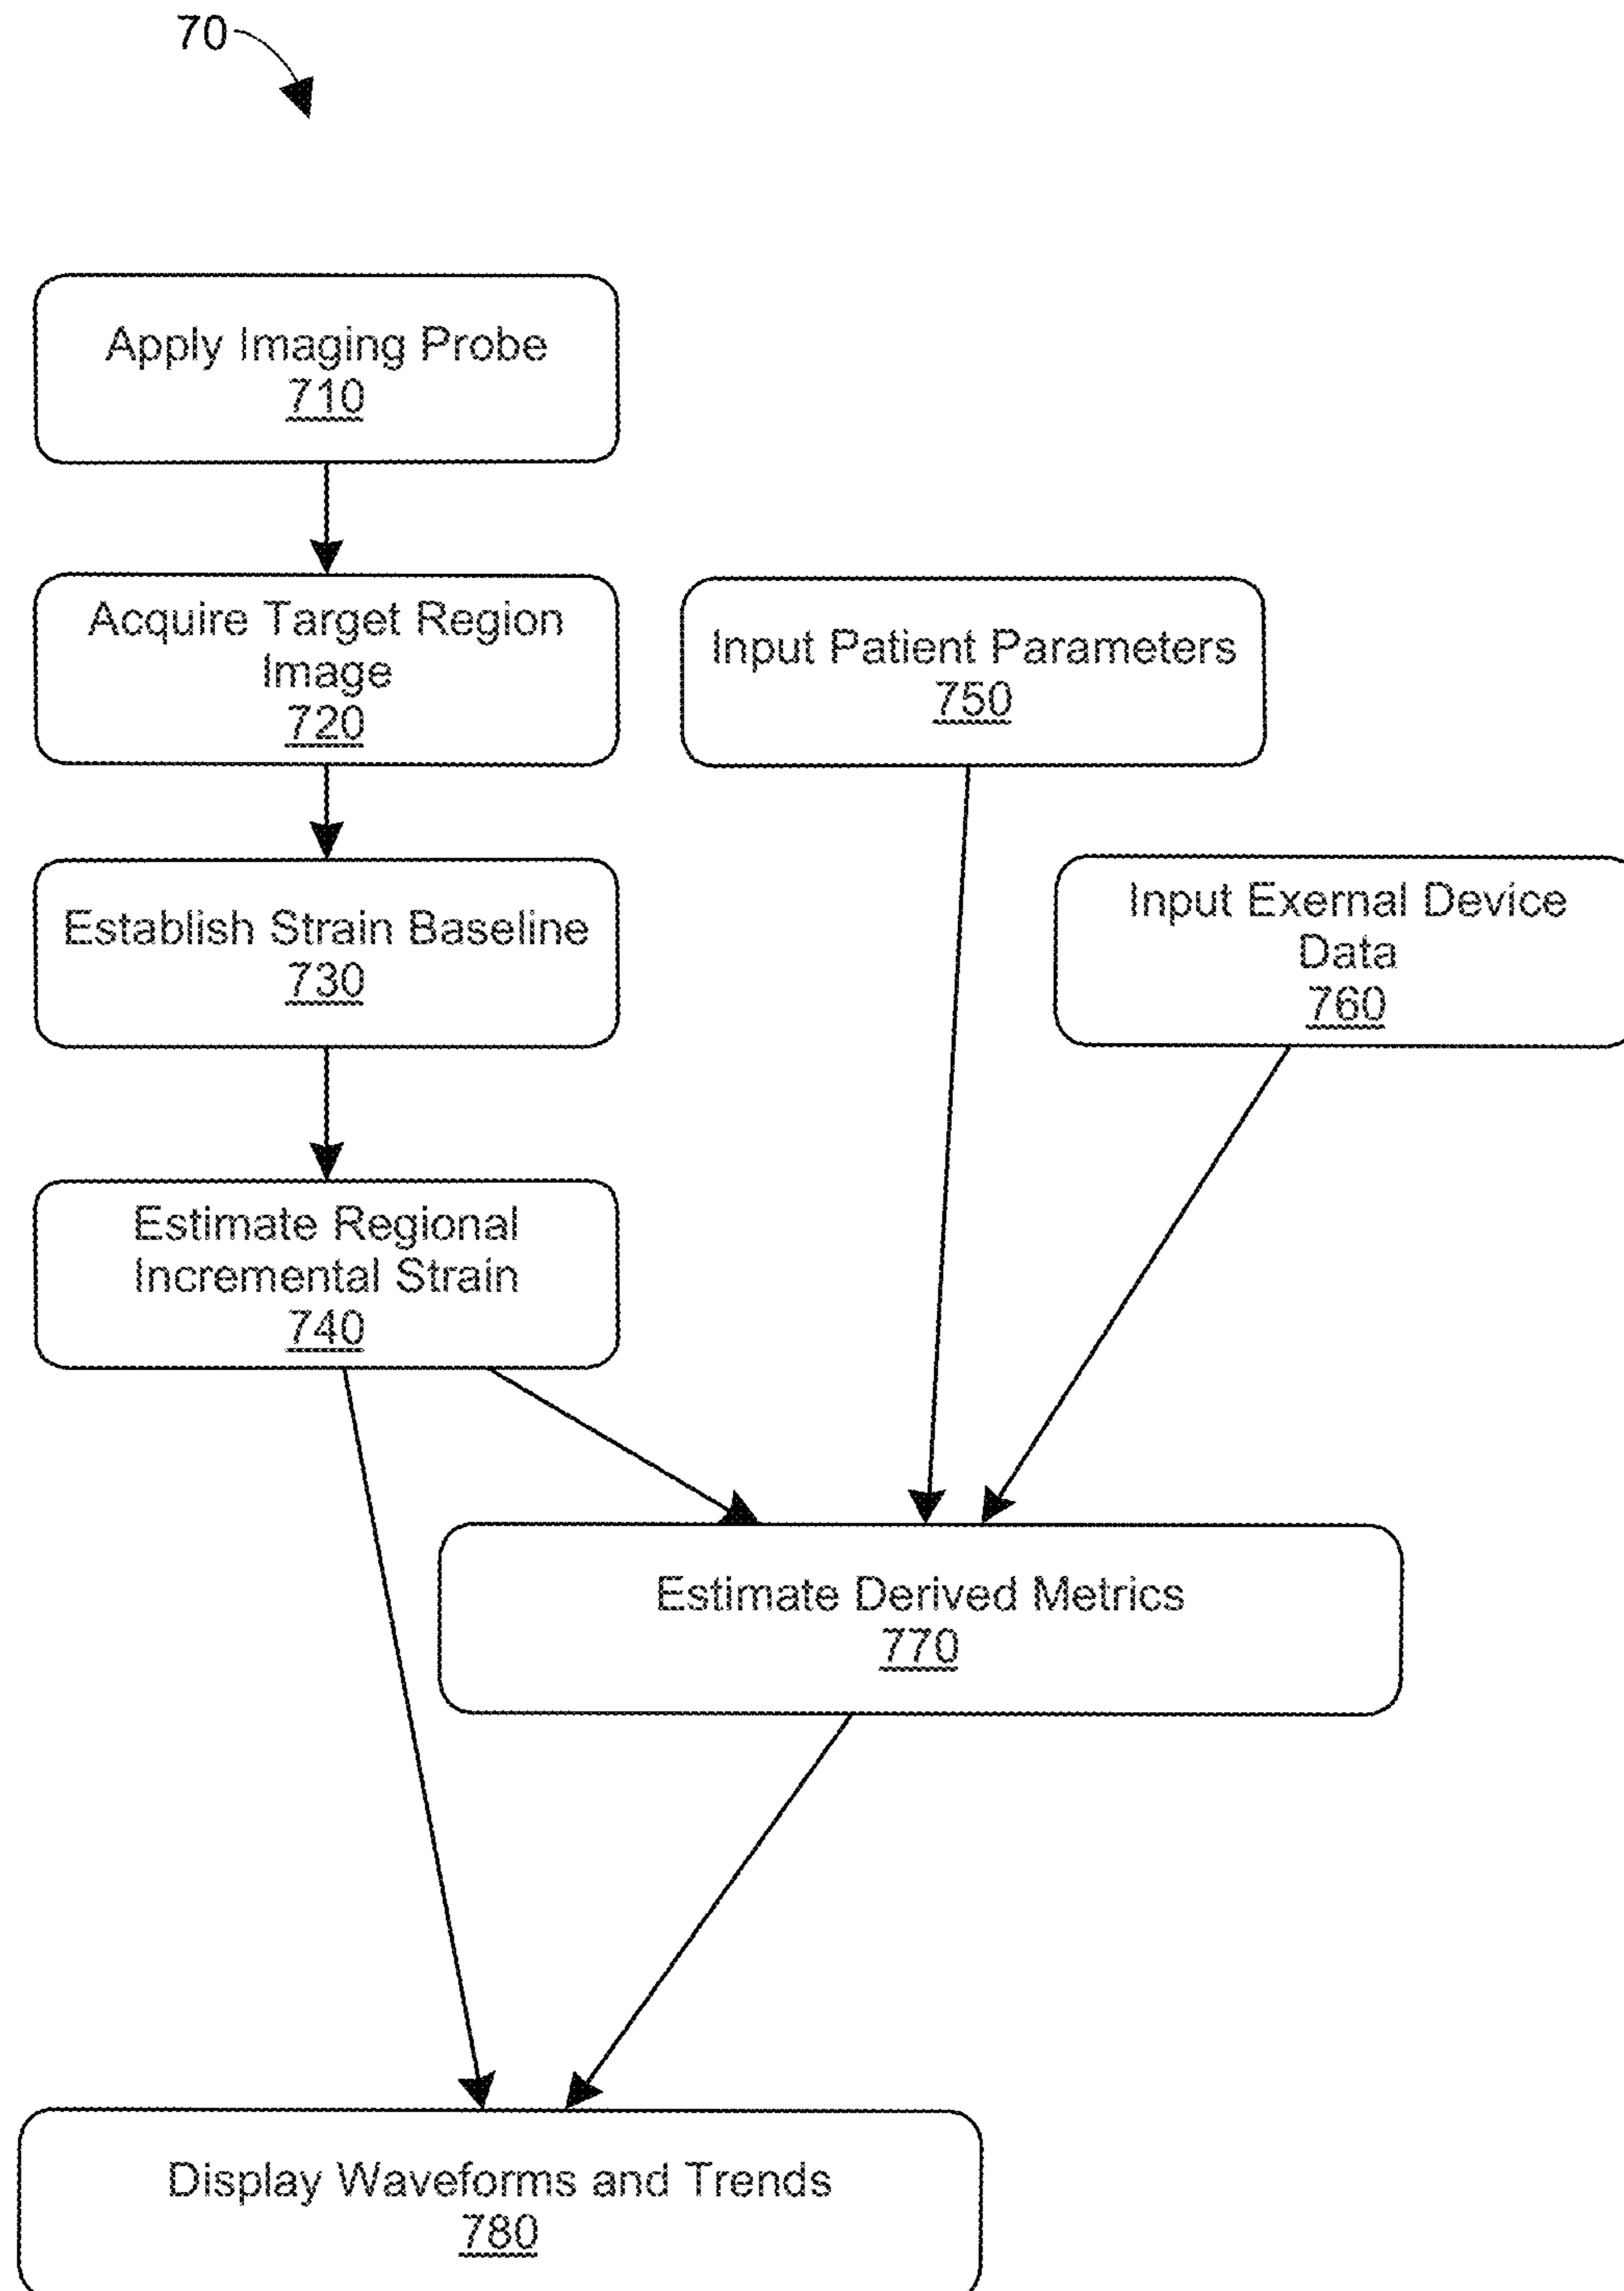 70
Apply Imaging Probe
710
Acquire Target Region
Image
720
Input Patient Parameters
750
Establish Strain Baseline
730
Input Exernal Device
Data
760
Estimate Regional
Incremental Strain
740
Estimate Derived Metrics
770
Display Waveforms and Trends
780